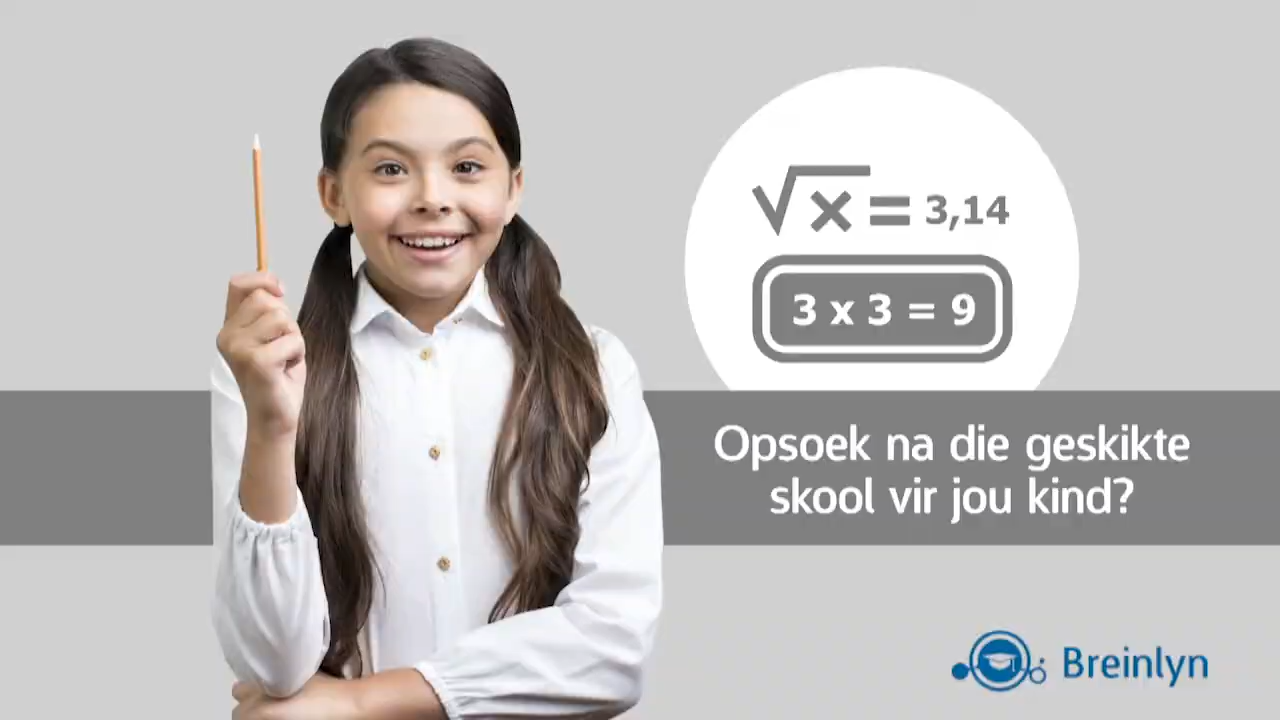 √x = 3,14
3 x 3 = 9
Opsoek na die geskikte
skool vir jou kind?
Breinlyn